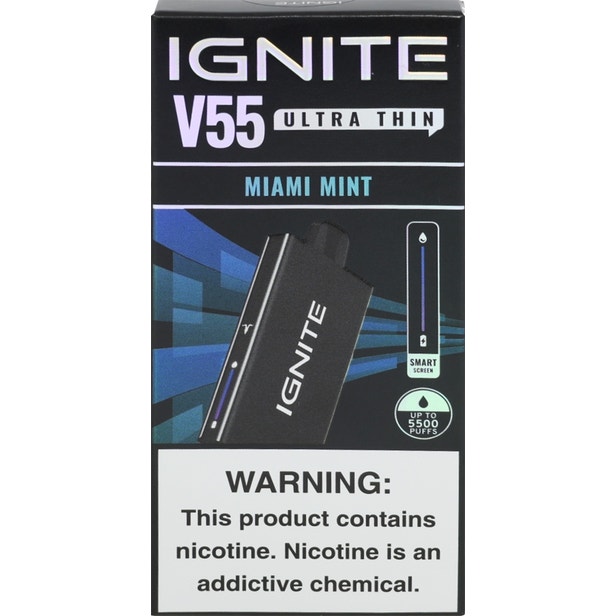 IGNITE
V55 ULTRA THIN
MIAMI MINT
IGNITE
SMART
SCREEN
UP TO
5500
PUFFS
WARNING:
This product contains
nicotine. Nicotine is an
addictive chemical.